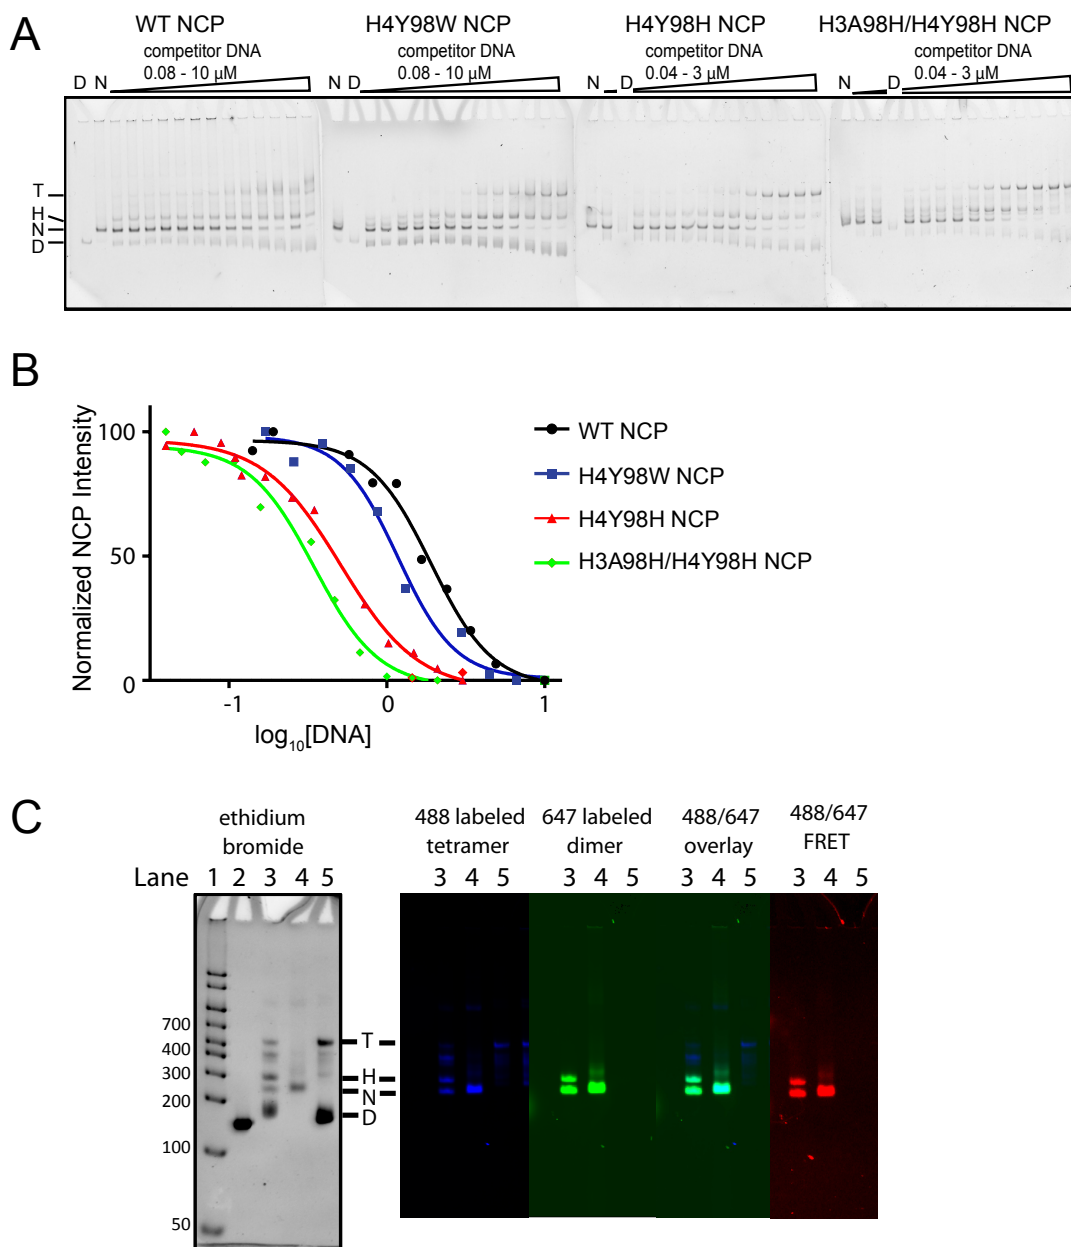 A
WT NCP
competitor DNA
0.08 - 10 µM
D N
H4Y98W NCP
competitor DNA
0.08 - 10 µM
N D
H4Y98H NCP
competitor DNA
0.04 - 3 µM
N D
H3A98H/H4Y98H NCP
competitor DNA
0.04 - 3 µM
N D
T
H
N
D
B
Normalized NCP Intensity
100
50
0
-1 0 1
log10[DNA]
WT NCP
H4Y98W NCP
H4Y98H NCP
H3A98H/H4Y98H NCP
C
ethidium
bromide
Lane 1 2 3 4 5
700
400
300
200
100
50
T
H
N
D
488 labeled
tetramer
3 4 5
647 labeled
dimer
3 4 5
488/647
overlay
3 4 5
488/647
FRET
3 4 5